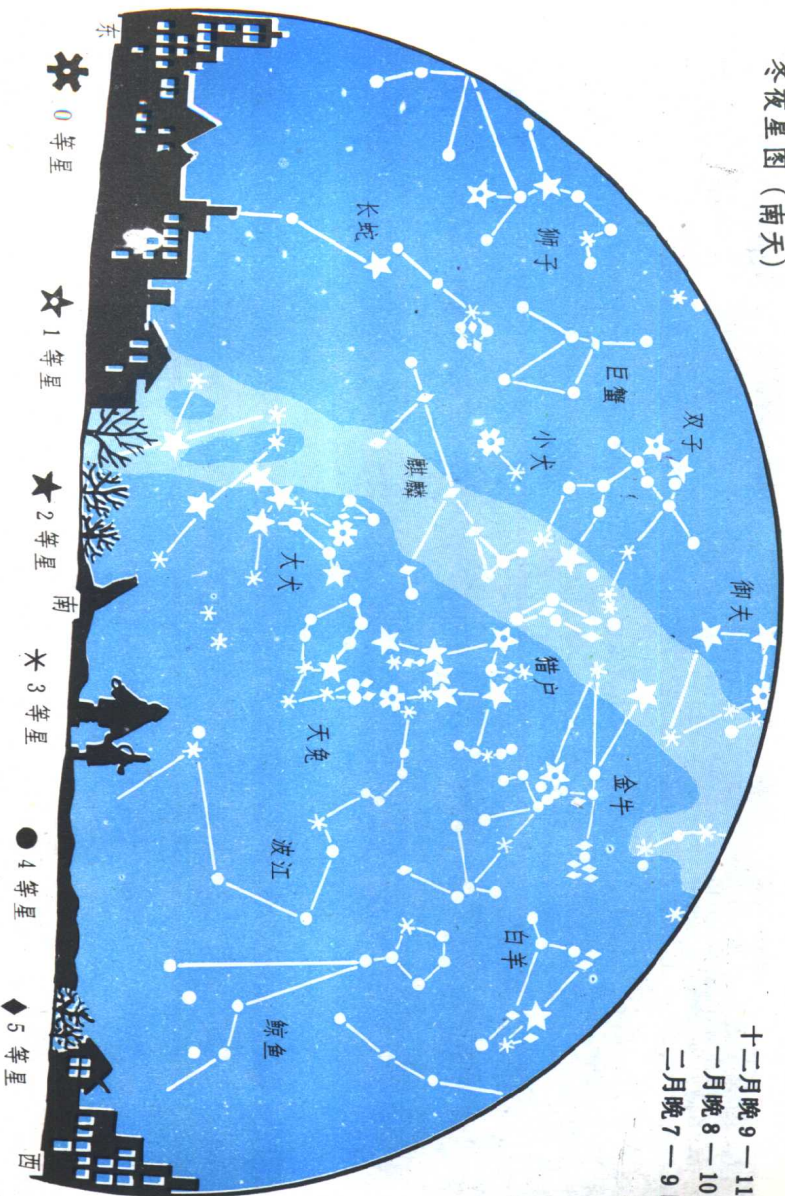 冬夜星图（南天）
十二月晚9—11
一月晚8—10
二月晚7—9
御夫
双子
金牛
巨蟹
小犬
猎户
白羊
狮子
麒麟
长蛇
大犬
天兔
波江
鲸鱼
东
南
西
0等星
1等星
2等星
3等星
4等星
5等星